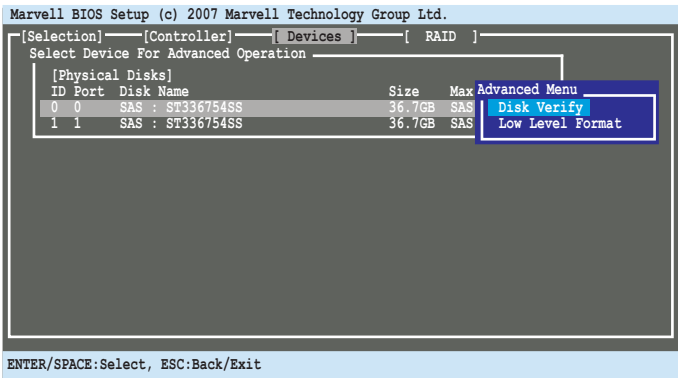 Marvell BIOS Setup (c) 2007 Marvell Technology Group Ltd.
[Selection] [Controller] [ Devices ] [ RAID ]
Select Device For Advanced Operation
[Physical Disks]
ID Port Disk Name Size Max
0 0 SAS : ST336754SS 36.7GB SAS
1 1 SAS : ST336754SS 36.7GB SAS
Advanced Menu
Disk Verify
Low Level Format
ENTER/SPACE:Select, ESC:Back/Exit